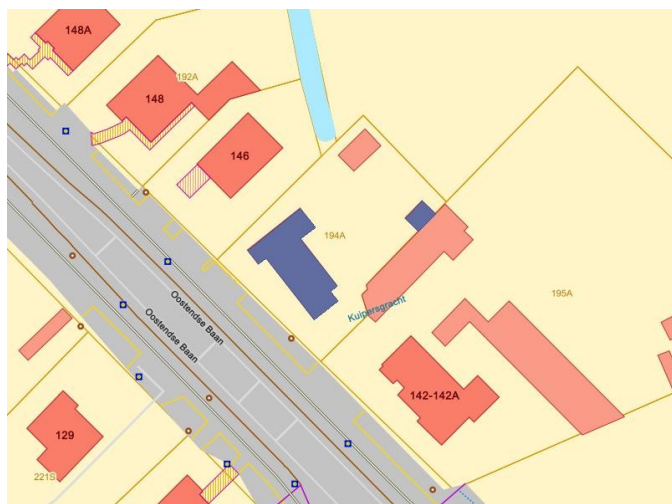 148A
192A
148
146
194A
195A
Oostendse Baan
Kuipersgracht
Oostendse Baan
142-142A
129
221S